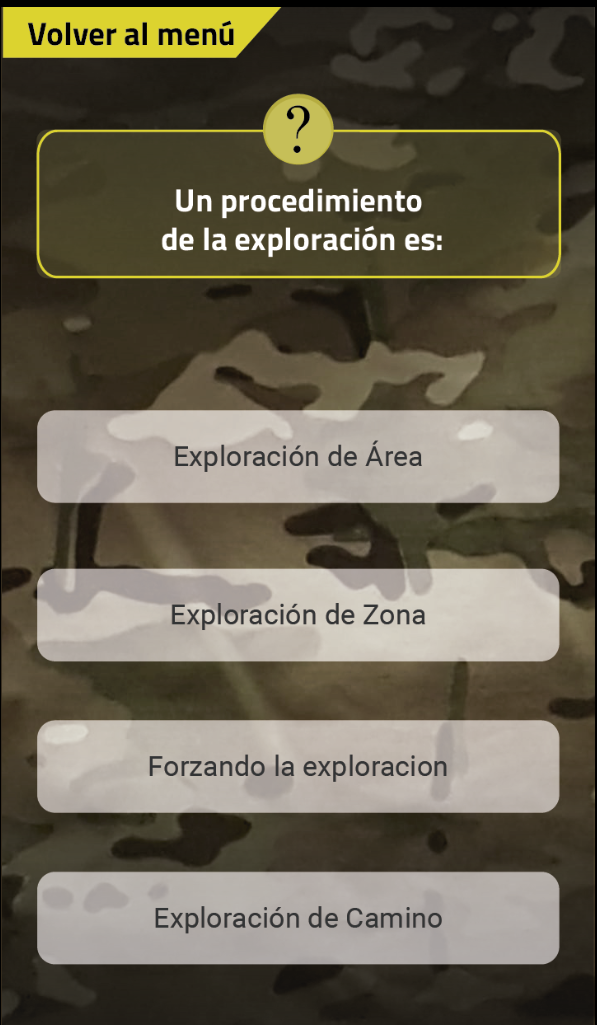 Volver al menú
?
Un procedimiento
de la exploración es:
Exploración de Área
Exploración de Zona
Forzando la exploracion
Exploración de Camino